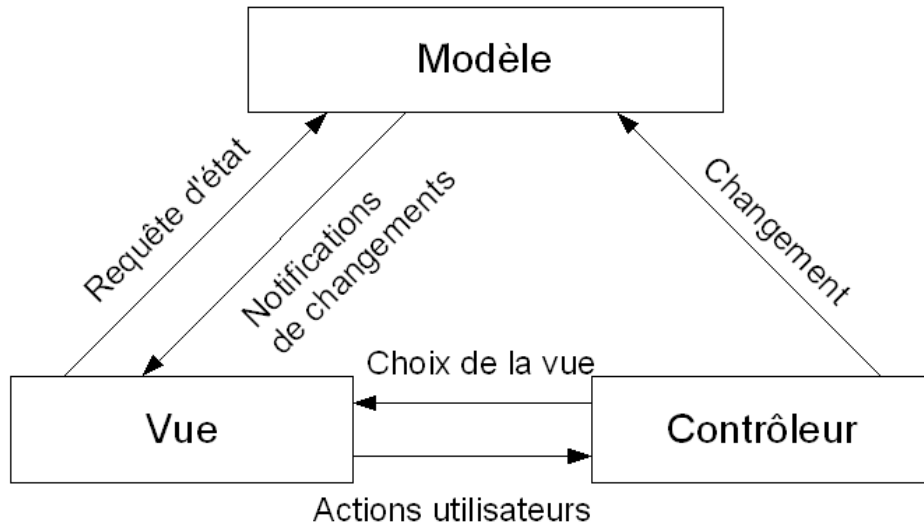 Modèle
Requête d'état
Notifications
de changements
Changement
Choix de la vue
Vue
Contrôleur
Actions utilisateurs